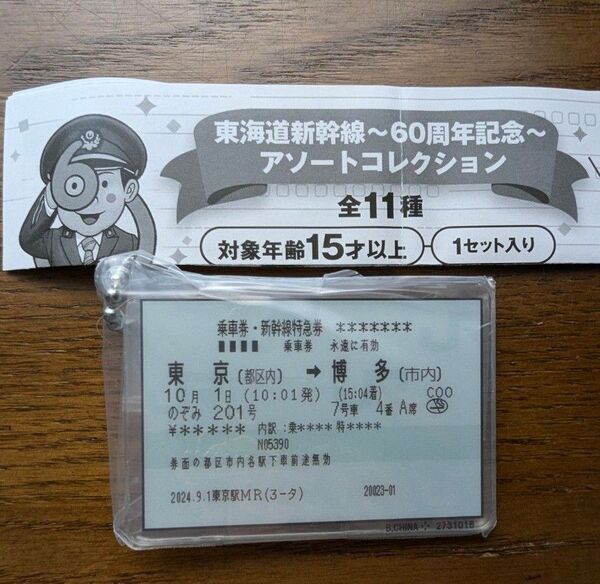 東海道新幹線～60周年記念～
アソートコレクション
全11種
対象年齢15才以上
1セット入り
乗車券・新幹線特急券 *******
■■■■ 乗車券 永遠に有効
東京(都区内) → 博多(市内)
10月 1日 (10:01発) (15:04着) C00
のぞみ 201号 7号車 4番 A席
¥***** 内訳:乗****特****
N05390
券面の都区市内各駅下車前途無効
2024.9.1東京駅MR(3-タ) 20023-01
B,CHINA 2731016